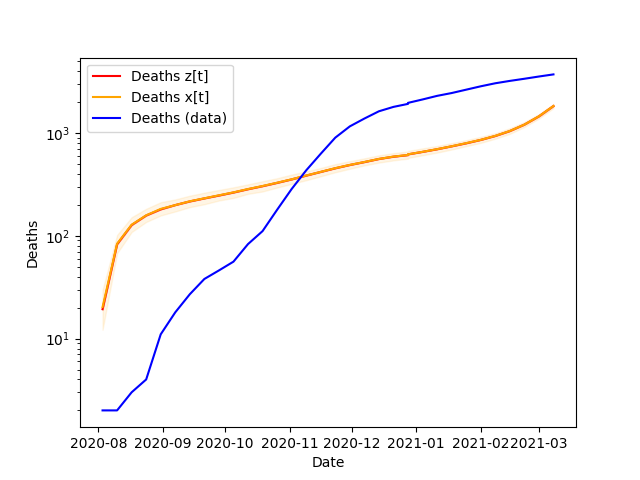 Deaths z[t]
Deaths x[t]
Deaths (data)
10³
10²
10¹
Deaths
2020-08 2020-09 2020-10 2020-11 2020-12 2021-01 2021-02 2021-03
Date